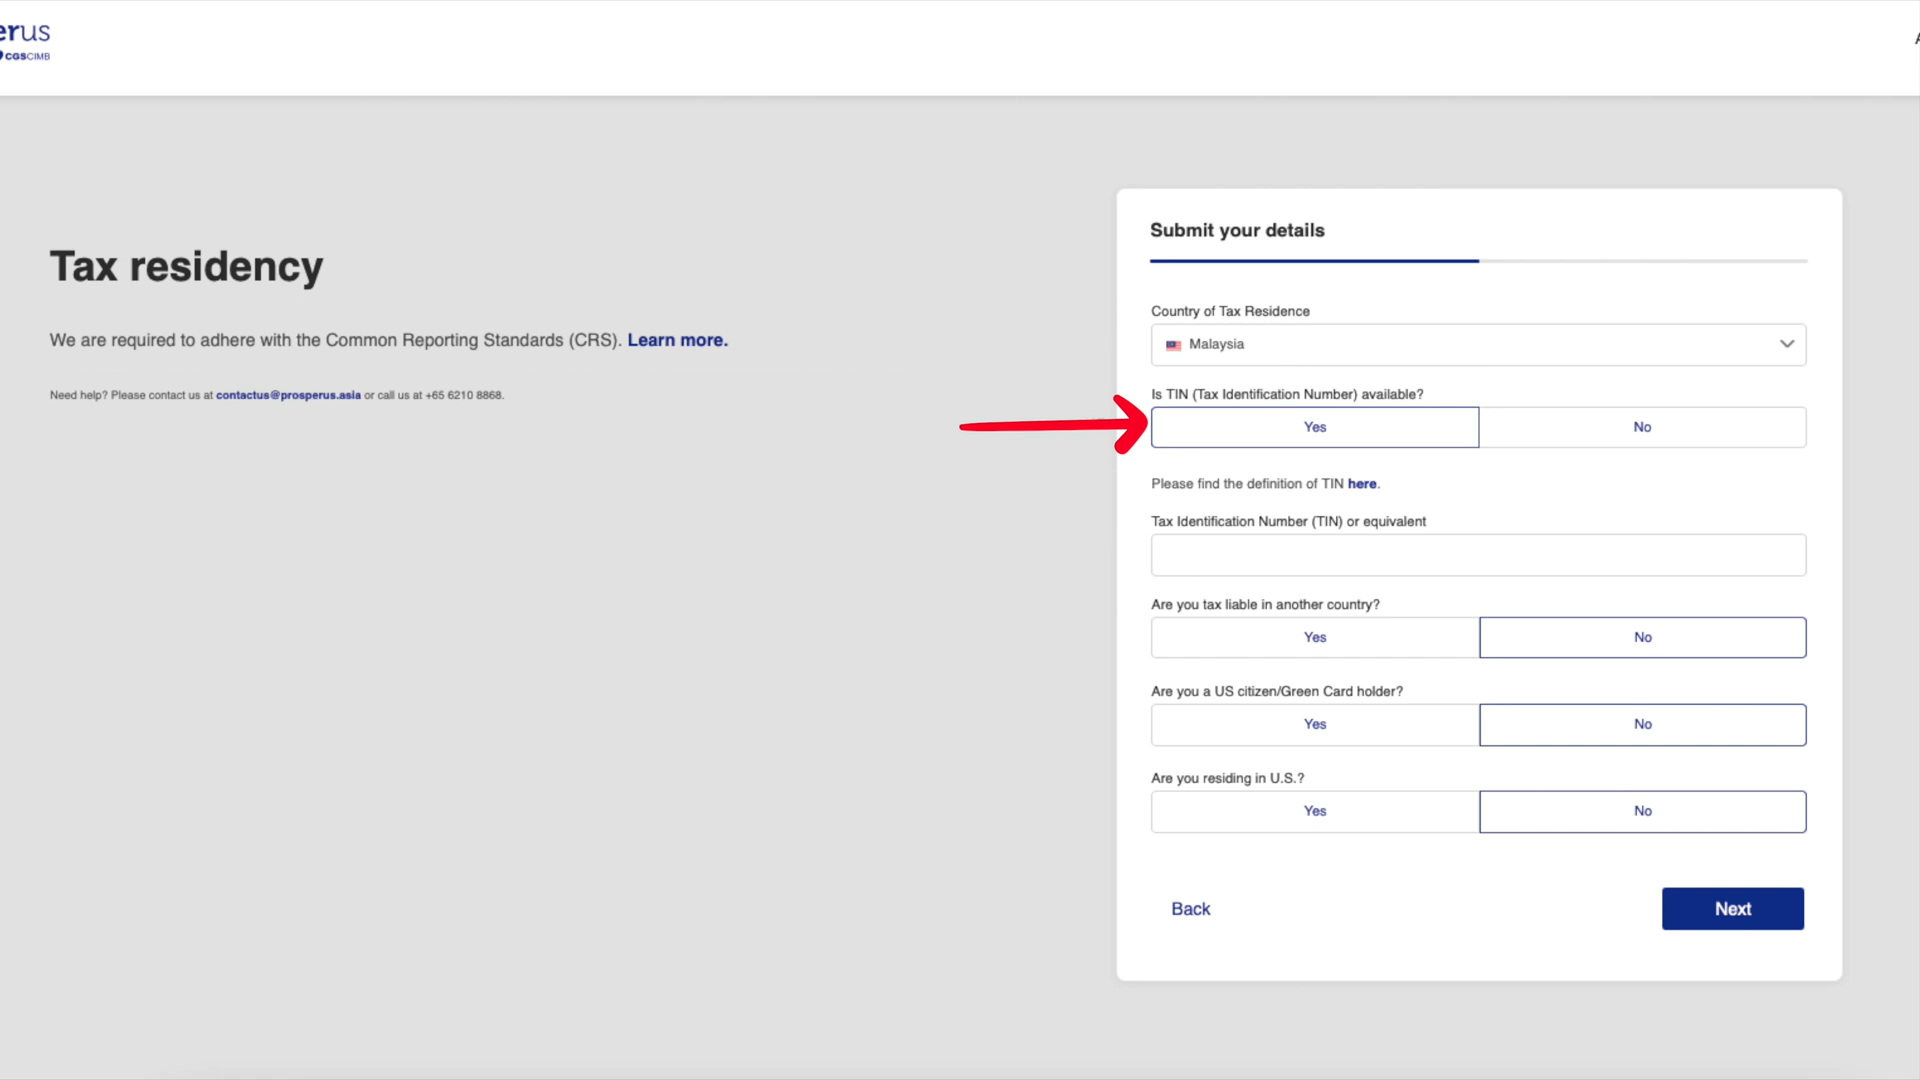 erus
CGSCIMB
Tax residency
We are required to adhere with the Common Reporting Standards (CRS). Learn more.
Need help? Please contact us at contactus@prosperus.asia or call us at +65 6210 8868.
Submit your details
Country of Tax Residence
Malaysia
Is TIN (Tax Identification Number) available?
Yes No
Please find the definition of TIN here.
Tax Identification Number (TIN) or equivalent
Are you tax liable in another country?
Yes No
Are you a US citizen/Green Card holder?
Yes No
Are you residing in U.S.?
Yes No
Back Next